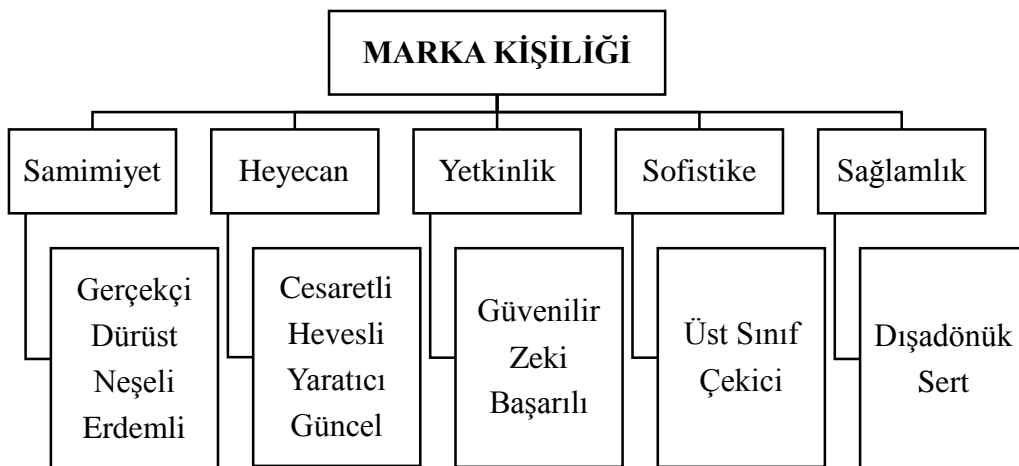 MARKA KİŞİLİĞİ
Samimiyet
Heyecan
Yetkinlik
Sofistike
Sağlamlık
Gerçekçi
Dürüst
Neşeli
Erdemli
Cesaretli
Hevesli
Yaratıcı
Güncel
Güvenilir
Zeki
Başarılı
Üst Sınıf
Çekici
Dışadönük
Sert